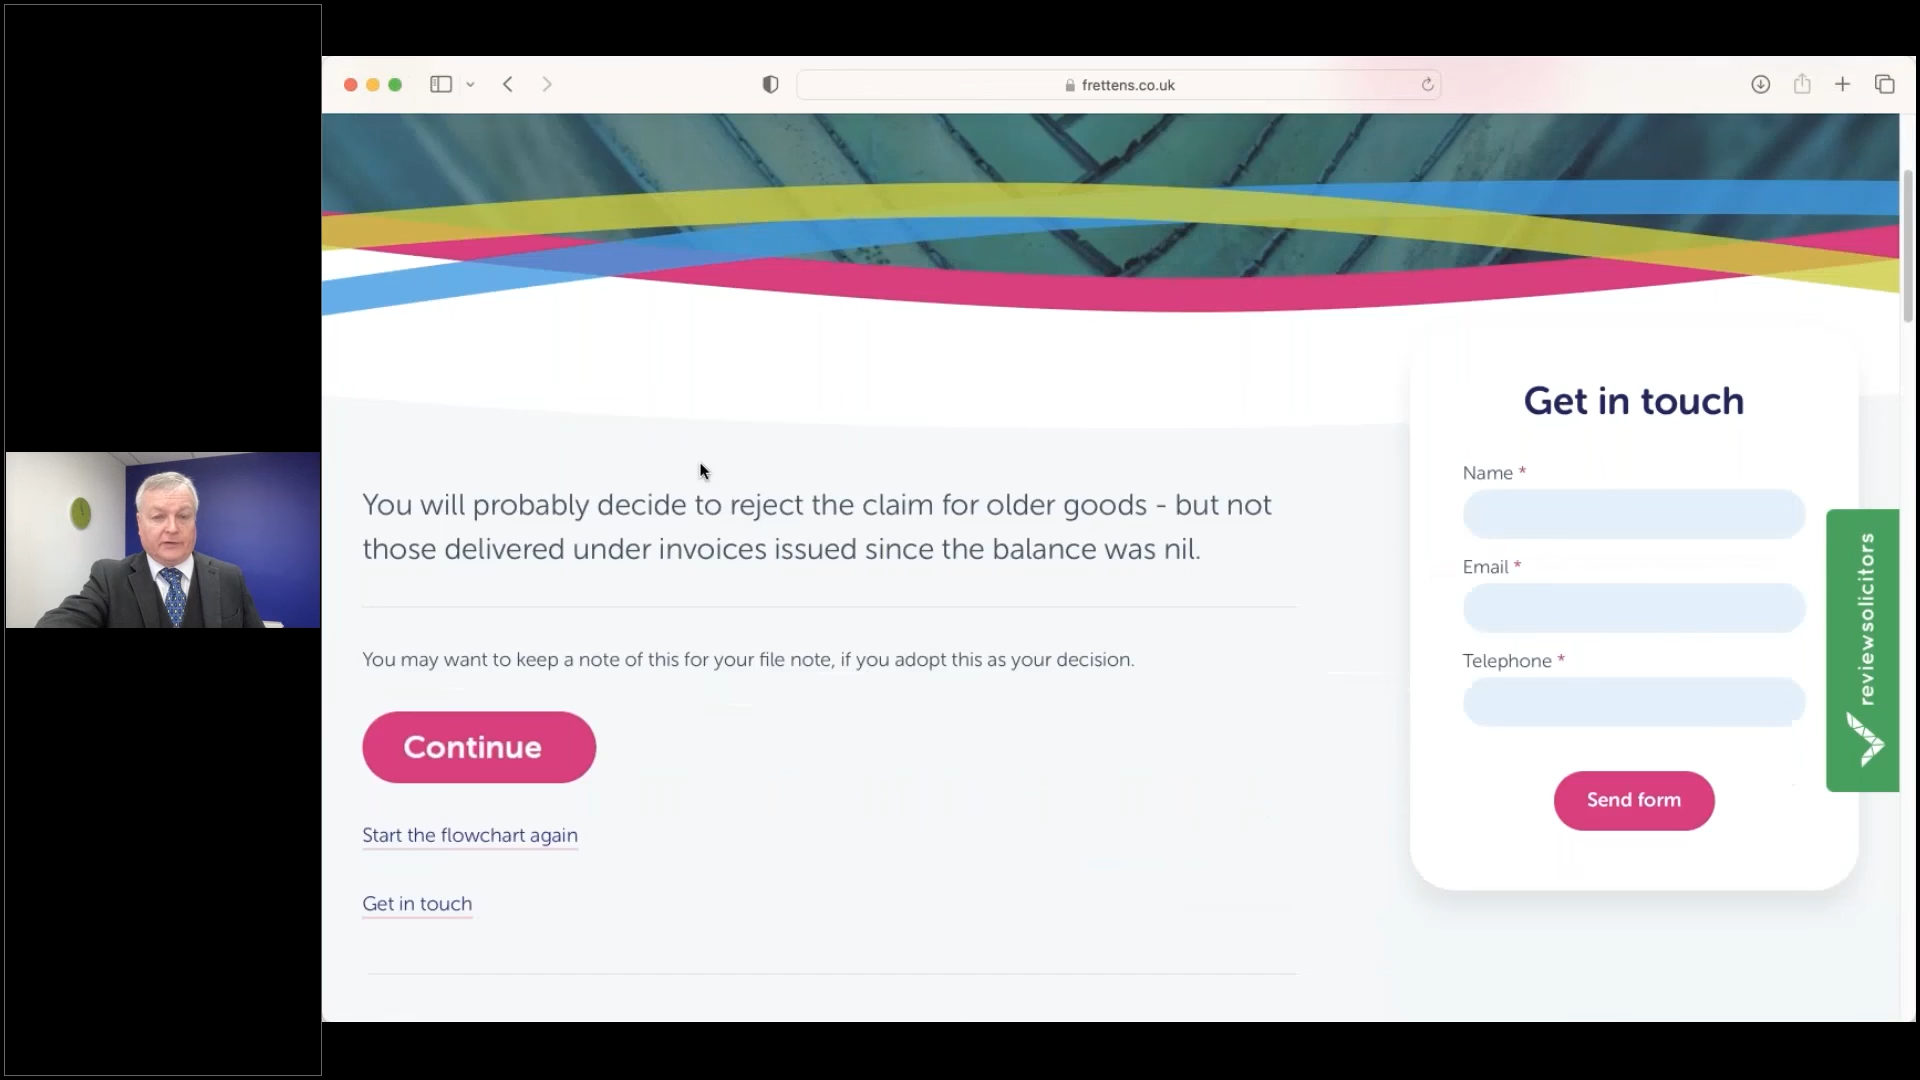 frettens.co.uk
You will probably decide to reject the claim for older goods - but not
those delivered under invoices issued since the balance was nil.
You may want to keep a note of this for your file note, if you adopt this as your decision.
Continue
Start the flowchart again
Get in touch
Get in touch
Name *
Email *
Telephone *
Send form
reviewsolicitors